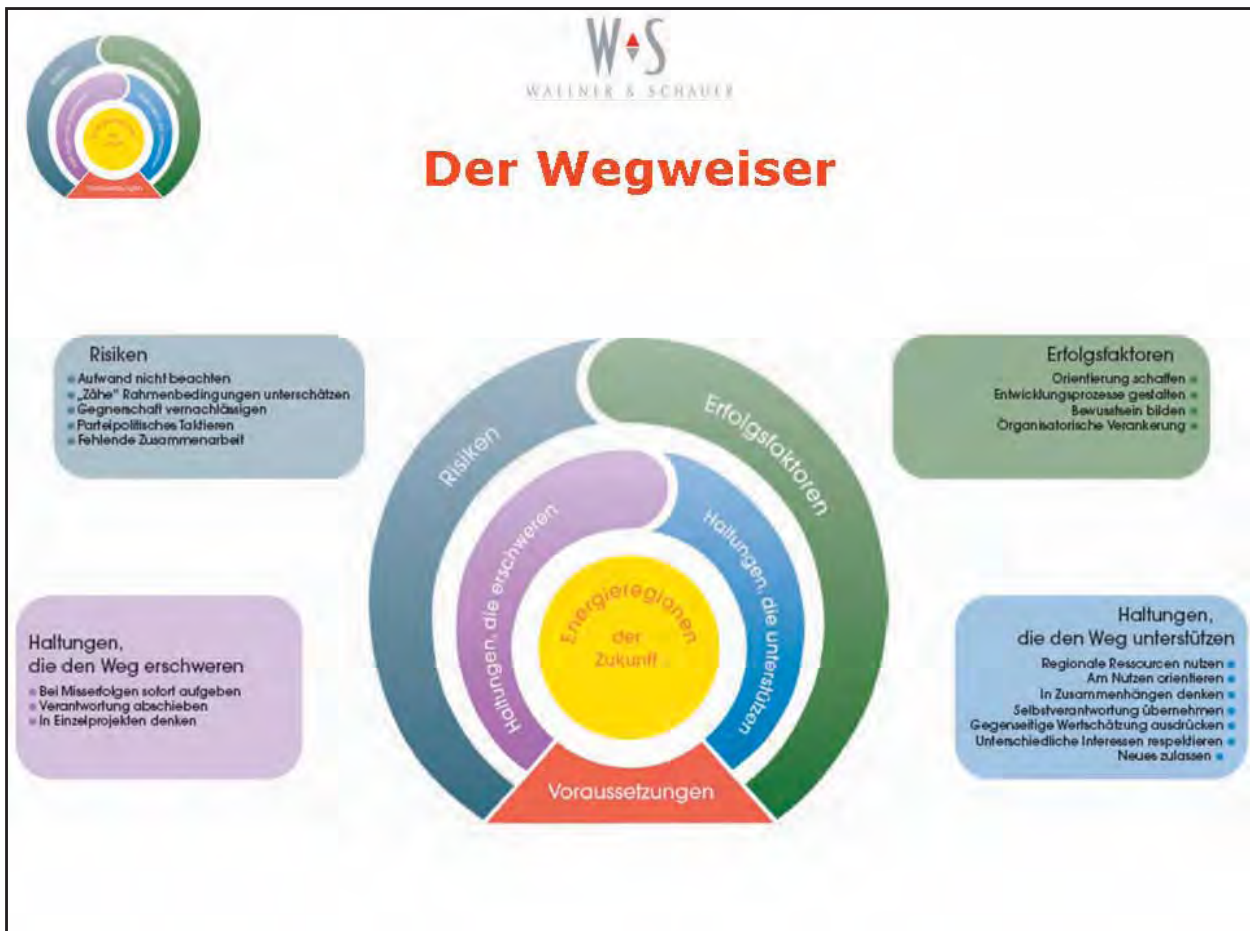 W S
WALLNER & SCHAUER
Der Wegweiser
Risiken
Aufwand nicht beachten
„Zähe" Rahmenbedingungen unterschätzen
Gegnerschaft vernachlässigen
Parteipolitisches Taktieren
Fehlende Zusammenarbeit
Erfolgsfaktoren
Orientierung schaffen
Entwicklungsprozesse gestalten
Bewusstsein bilden
Organisatorische Verankerung
Risiken
Erfolgsfaktoren
Haltungen, die erschweren
Haltungen, die unterstützen
Energieregionen
der
Zukunft
Voraussetzungen
Haltungen,
die den Weg erschweren
Bei Misserfolgen sofort aufgeben
Verantwortung abschieben
In Einzelprojekten denken
Haltungen,
die den Weg unterstützen
Regionale Ressourcen nutzen
Am Nutzen orientieren
In Zusammenhängen denken
Selbstverantwortung übernehmen
Gegenseitige Wertschätzung ausdrücken
Unterschiedliche Interessen respektieren
Neues zulassen